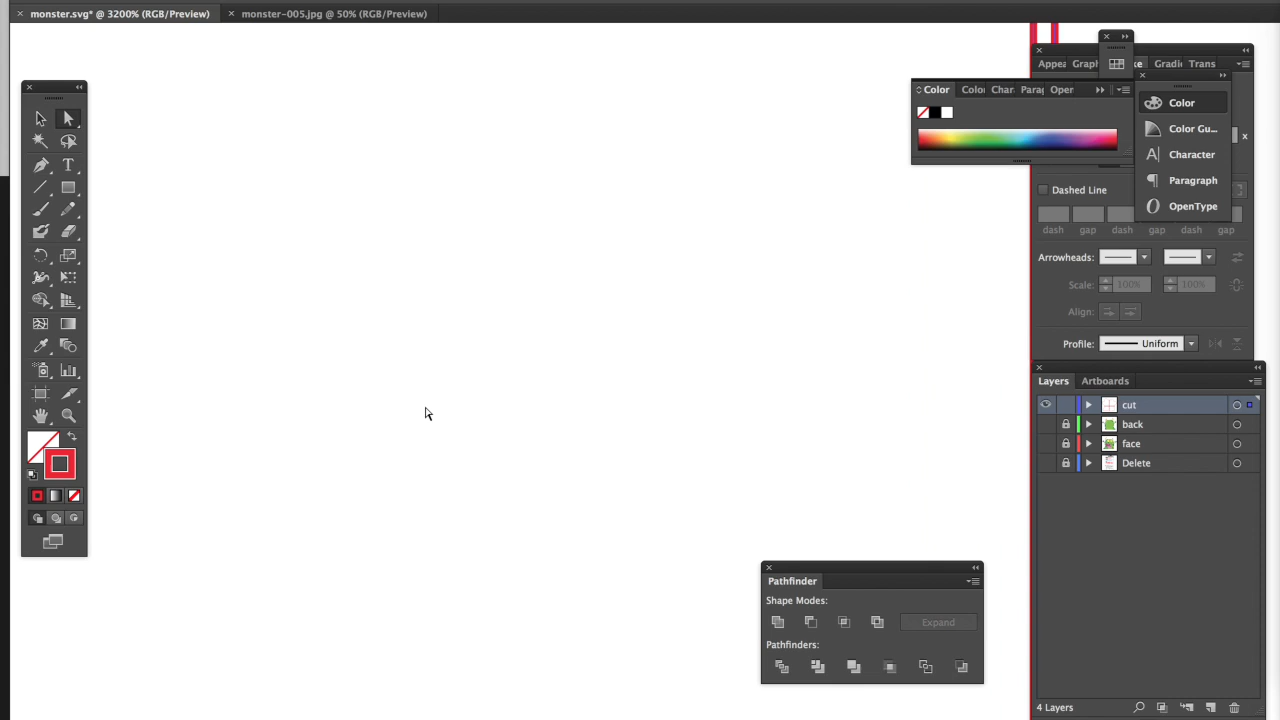 monster.svg* @ 3200% (RGB/Preview)
monster-005.jpg @ 50% (RGB/Preview)
Appea Graph ke Gradi Trans
Color Colo Char Para Open
Color
Color Gu...
x
Character
Paragraph
Dashed Line
OpenType
dash gap dash gap dash gap
Arrowheads:
Scale: 100% 100%
Align:
Profile: Uniform
Layers Artboards
cut
back
face
Delete
Pathfinder
Shape Modes:
Expand
Pathfinders:
4 Layers